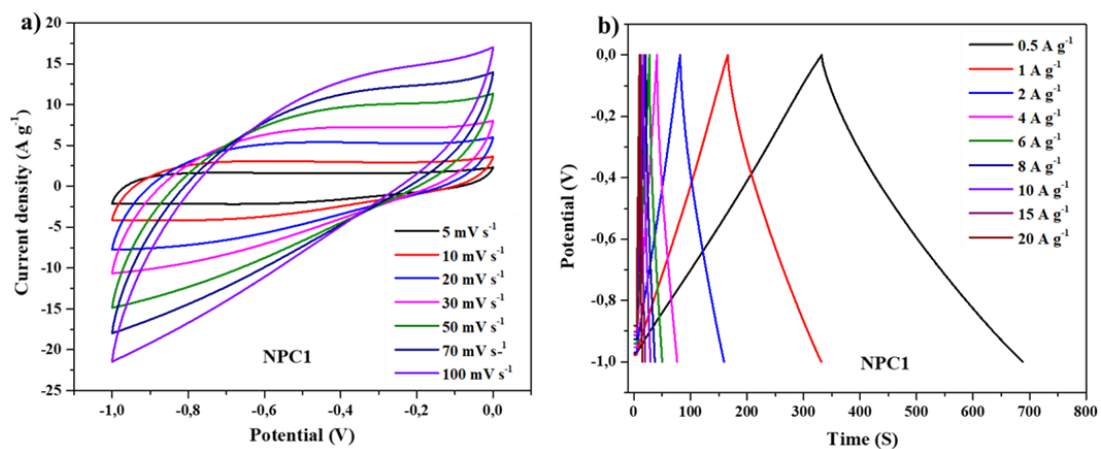 a)
Current density (A g⁻¹)
20
15
10
5
0
-5
-10
-15
-20
-25
5 mV s⁻¹
10 mV s⁻¹
20 mV s⁻¹
30 mV s⁻¹
50 mV s⁻¹
70 mV s-¹
100 mV s⁻¹
NPC1
-1,0 -0,8 -0,6 -0,4 -0,2 0,0
Potential (V)
b)
Potential (V)
0,0
-0,2
-0,4
-0,6
-0,8
-1,0
0.5 A g⁻¹
1 A g⁻¹
2 A g⁻¹
4 A g⁻¹
6 A g⁻¹
8 A g⁻¹
10 A g⁻¹
15 A g⁻¹
20 A g⁻¹
NPC1
0 100 200 300 400 500 600 700 800
Time (S)